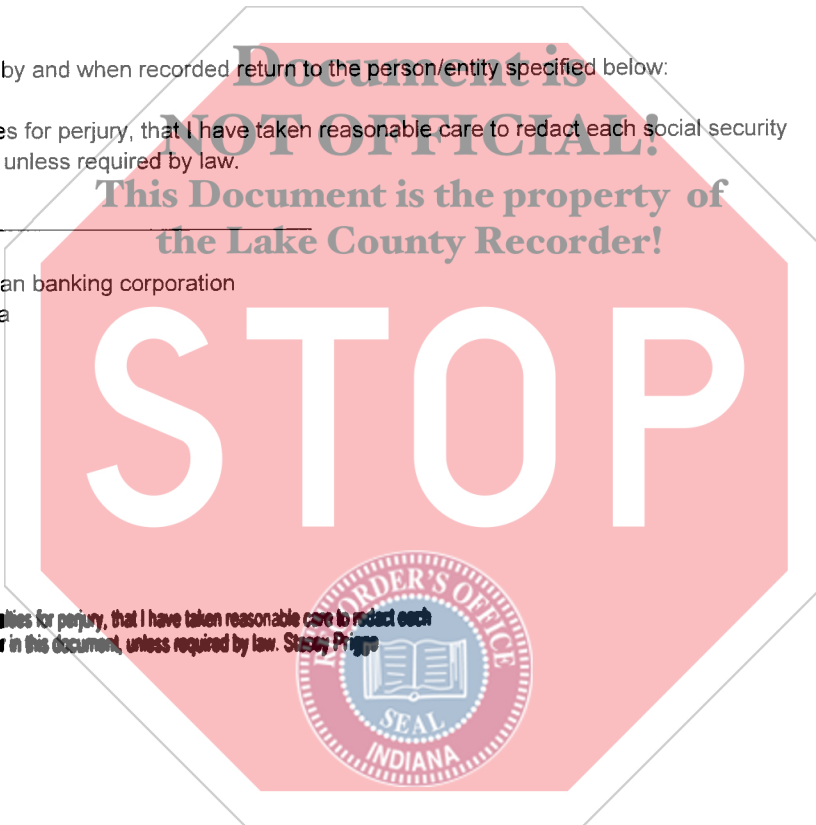 Document is
by and when recorded return to the person/entity specified below:
es for perjury, that I have taken reasonable care to redact each social security
NOT OFFICIAL!
unless required by law.
This Document is the property of
the Lake County Recorder!
an banking corporation
a
STOP
RECORDER'S OFFICE
lties for perjury, that I have taken reasonable care to redact each
r in this document, unless required by law. Stacey Prigge
SEAL
INDIANA